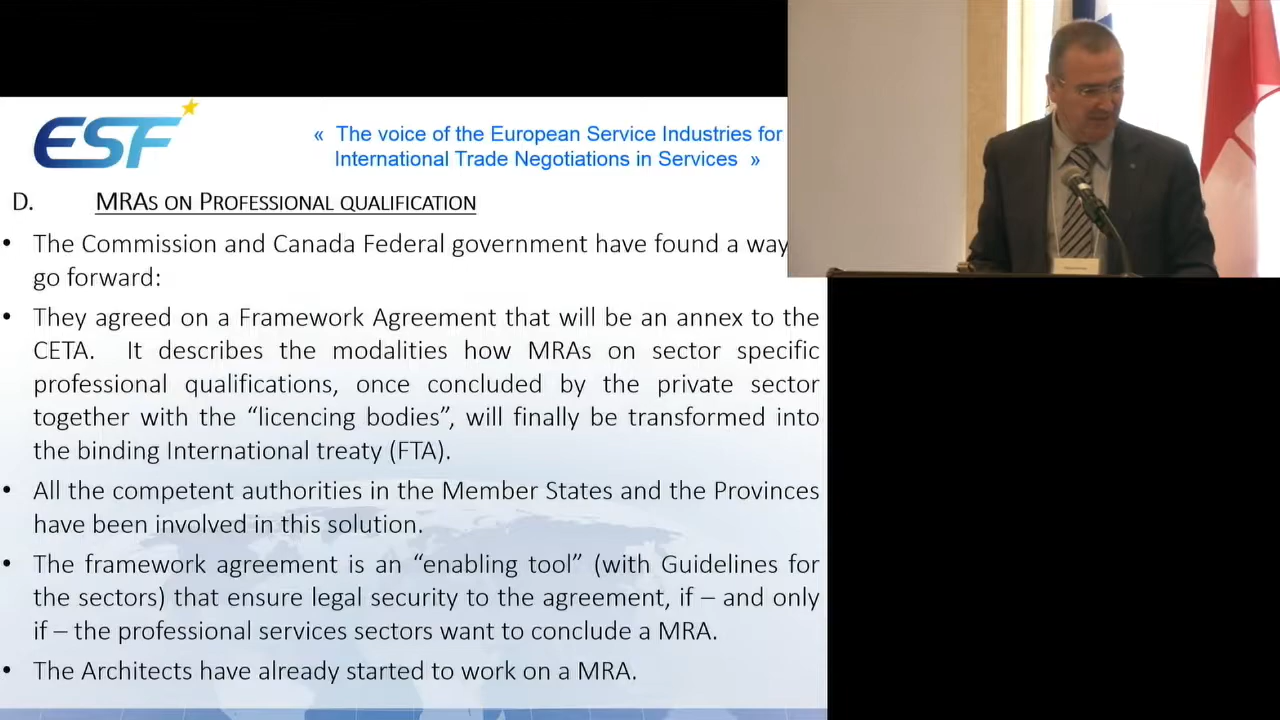 ESF
« The voice of the European Service Industries for
International Trade Negotiations in Services »
D. MRAS ON PROFESSIONAL QUALIFICATION
• The Commission and Canada Federal government have found a way
go forward:
• They agreed on a Framework Agreement that will be an annex to the
CETA. It describes the modalities how MRAs on sector specific
professional qualifications, once concluded by the private sector
together with the “licencing bodies”, will finally be transformed into
the binding International treaty (FTA).
• All the competent authorities in the Member States and the Provinces
have been involved in this solution.
• The framework agreement is an “enabling tool” (with Guidelines for
the sectors) that ensure legal security to the agreement, if – and only
if – the professional services sectors want to conclude a MRA.
• The Architects have already started to work on a MRA.